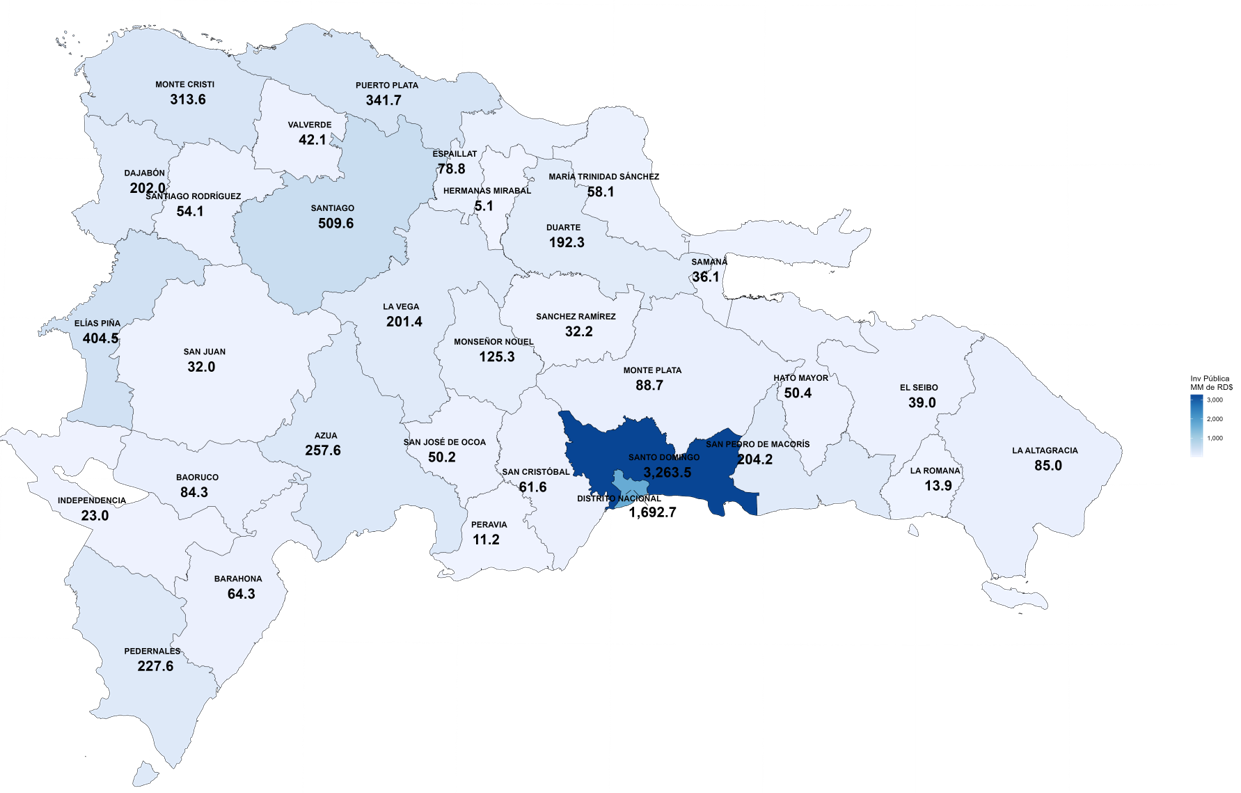 MONTE CRISTI
313.6
PUERTO PLATA
341.7
VALVERDE
42.1
ESPAILLAT
78.8
DAJABÓN
202.0
SANTIAGO RODRÍGUEZ
54.1
HERMANAS MIRABAL
5.1
MARÍA TRINIDAD SÁNCHEZ
58.1
SANTIAGO
509.6
DUARTE
192.3
SAMANÁ
36.1
ELÍAS PIÑA
404.5
LA VEGA
201.4
SANCHEZ RAMÍREZ
32.2
MONSEÑOR NOUEL
125.3
SAN JUAN
32.0
MONTE PLATA
88.7
HATO MAYOR
50.4
EL SEIBO
39.0
Inv Pública
MM de RD$
3,000
2,000
1,000
AZUA
257.6
SAN JOSÉ DE OCOA
50.2
SAN PEDRO DE MACORÍS
204.2
SANTO DOMINGO
3,263.5
LA ALTAGRACIA
85.0
BAORUCO
84.3
SAN CRISTÓBAL
61.6
LA ROMANA
13.9
INDEPENDENCIA
23.0
DISTRITO NACIONAL
1,692.7
PERAVIA
11.2
BARAHONA
64.3
PEDERNALES
227.6